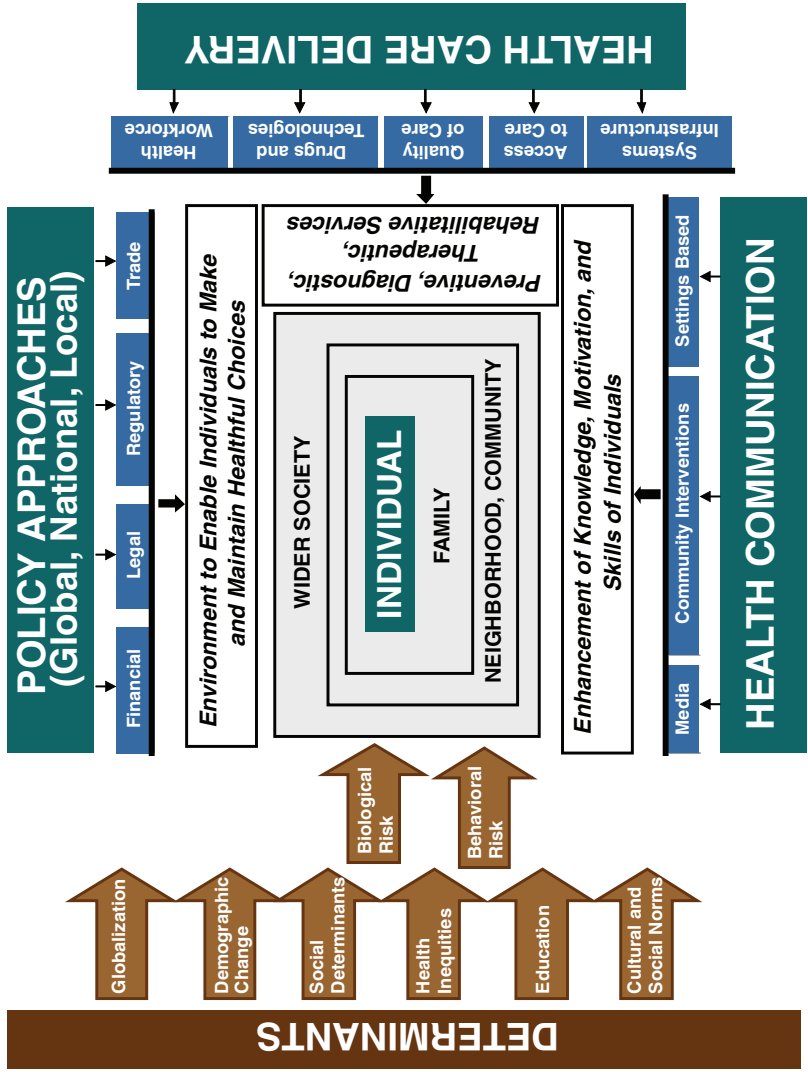 POLICY APPROACHES
(Global, National, Local)
Financial
Legal
Regulatory
Trade
Environment to Enable Individuals to Make
and Maintain Healthful Choices
DETERMINANTS
Globalization
Demographic
Change
Social
Determinants
Health
Inequities
Education
Cultural and
Social Norms
Biological
Risk
Behavioral
Risk
WIDER SOCIETY
INDIVIDUAL
FAMILY
NEIGHBORHOOD, COMMUNITY
Preventive, Diagnostic,
Therapeutic,
Rehabilitative Services
Health
Workforce
Drugs and
Technologies
Quality
of Care
Access
to Care
Systems
Infrastructure
HEALTH CARE DELIVERY
Enhancement of Knowledge, Motivation, and
Skills of Individuals
Media
Community Interventions
Settings Based
HEALTH COMMUNICATION